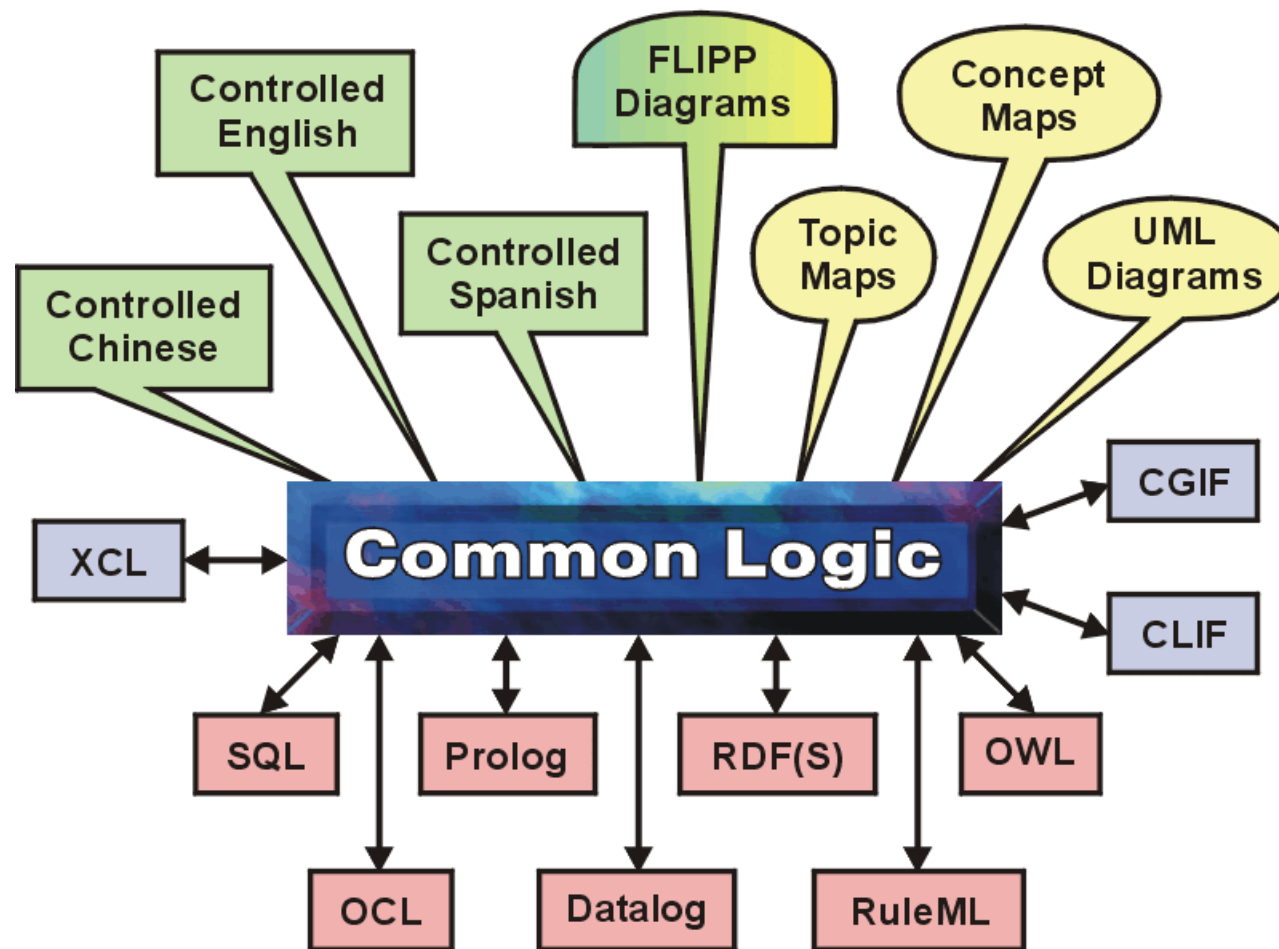 Controlled
English
FLIPP
Diagrams
Concept
Maps
Controlled
Spanish
Topic
Maps
UML
Diagrams
Controlled
Chinese
CGIF
XCL
Common Logic
CLIF
SQL
Prolog
RDF(S)
OWL
OCL
Datalog
RuleML